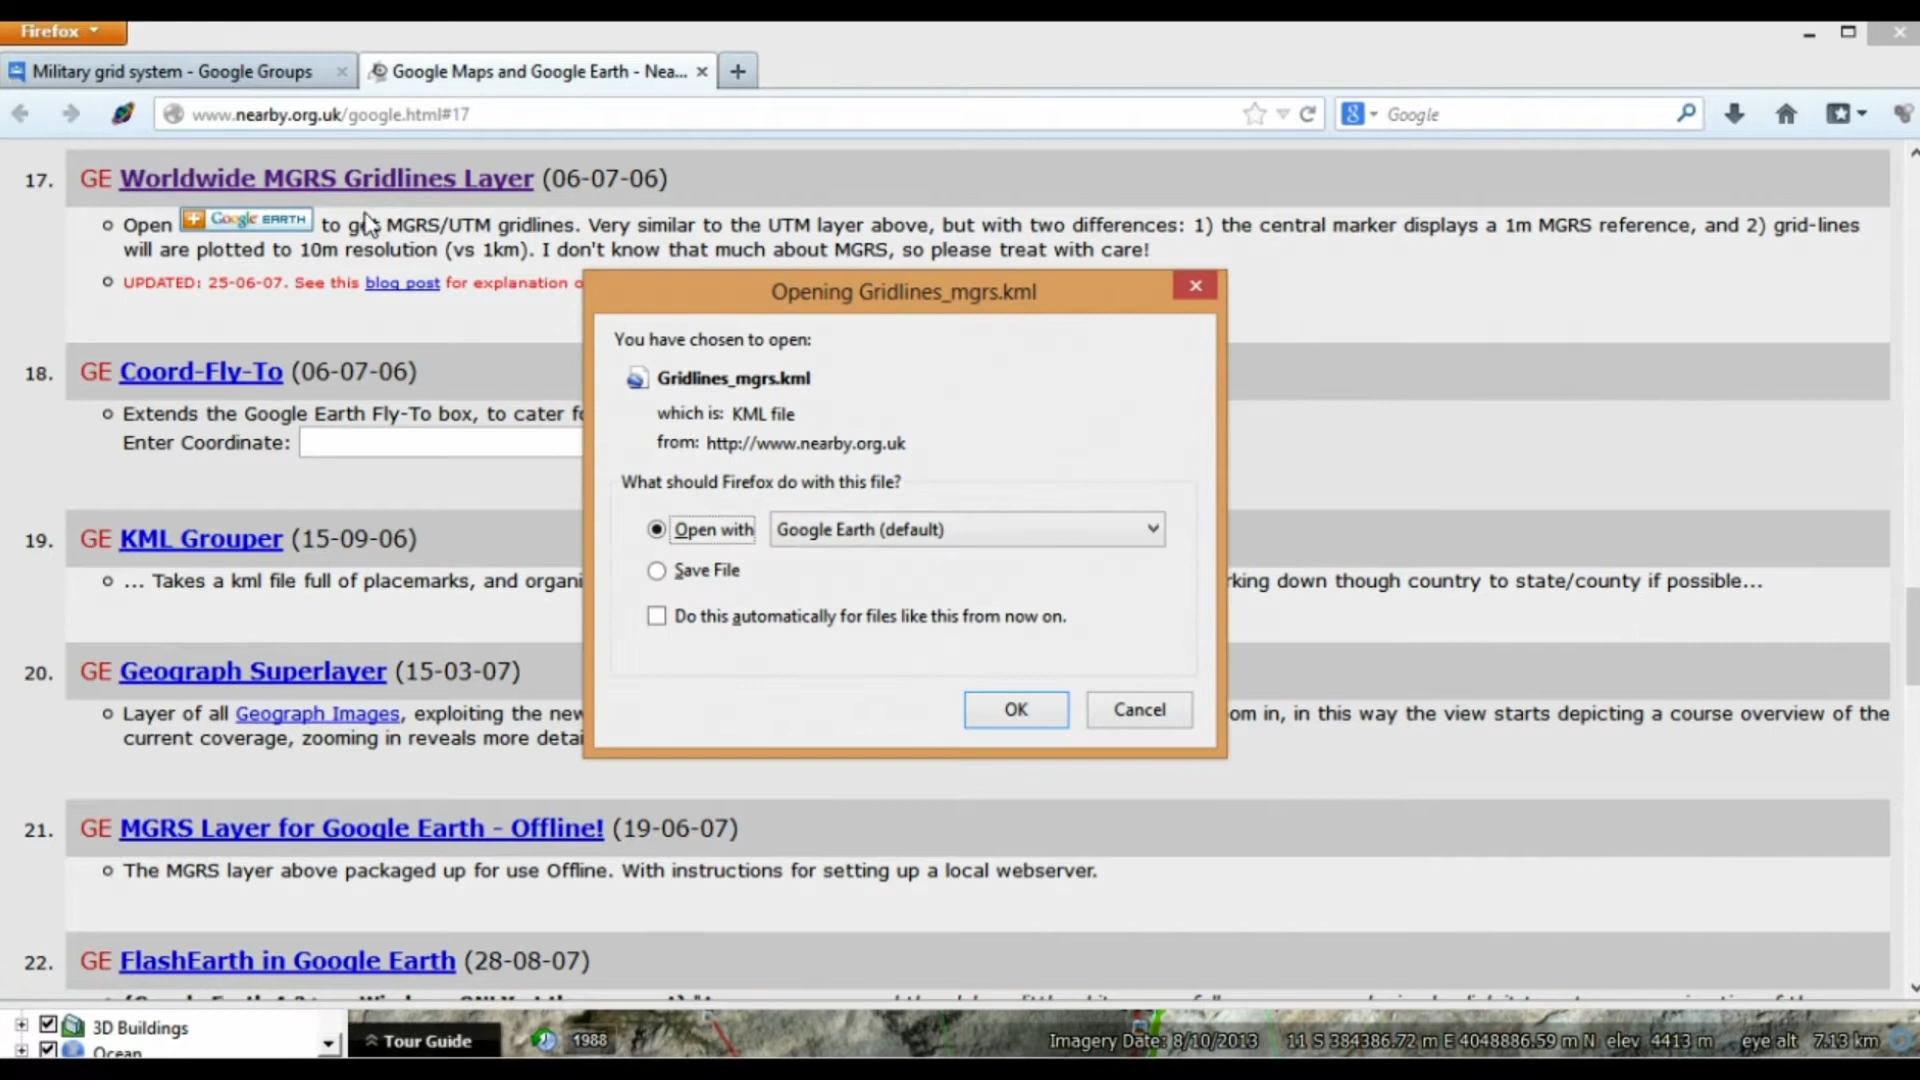 Firefox
Military grid system - Google Groups
Google Maps and Google Earth - Nea...
www.nearby.org.uk/google.html#17
Google
17. GE Worldwide MGRS Gridlines Layer (06-07-06)
Open Google EARTH to get MGRS/UTM gridlines. Very similar to the UTM layer above, but with two differences: 1) the central marker displays a 1m MGRS reference, and 2) grid-lines
will are plotted to 10m resolution (vs 1km). I don't know that much about MGRS, so please treat with care!
UPDATED: 25-06-07. See this blog post for explanation
Opening Gridlines_mgrs.kml
You have chosen to open:
Gridlines_mgrs.kml
which is: KML file
from: http://www.nearby.org.uk
What should Firefox do with this file?
Open with Google Earth (default)
Save File
Do this automatically for files like this from now on.
OK Cancel
18. GE Coord-Fly-To (06-07-06)
Extends the Google Earth Fly-To box, to cater
Enter Coordinate:
19. GE KML Grouper (15-09-06)
... Takes a kml file full of placemarks, and organi rking down though country to state/county if possible...
20. GE Geograph Superlayer (15-03-07)
Layer of all Geograph Images, exploiting the new om in, in this way the view starts depicting a course overview of the
current coverage, zooming in reveals more detai
21. GE MGRS Layer for Google Earth - Offline! (19-06-07)
The MGRS layer above packaged up for use Offline. With instructions for setting up a local webserver.
22. GE FlashEarth in Google Earth (28-08-07)
3D Buildings
Ocean
Tour Guide
1988
Imagery Date: 8/10/2013 11 S 384386.72 m E 4048886.59 m N elev 4413 m eye alt 7.13 km